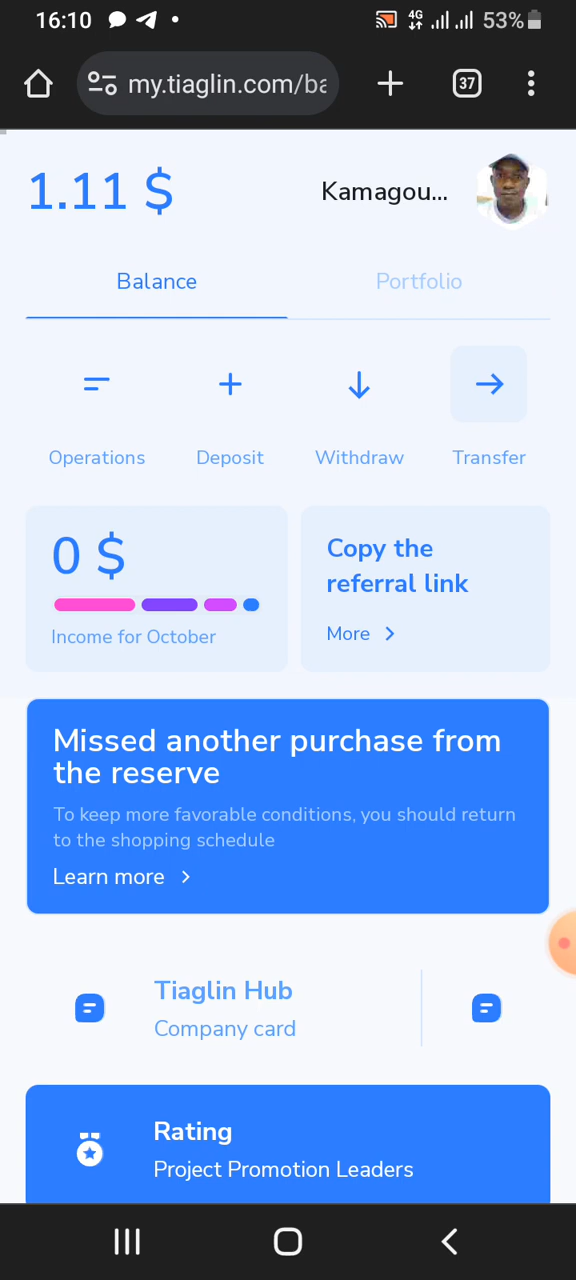 16:10
4G
53%
my.tiaglin.com/ba
37
1.11 $
Kamagou...
Balance
Portfolio
Operations
Deposit
Withdraw
Transfer
0 $
Income for October
Copy the
referral link
More
Missed another purchase from
the reserve
To keep more favorable conditions, you should return
to the shopping schedule
Learn more
Tiaglin Hub
Company card
Rating
Project Promotion Leaders